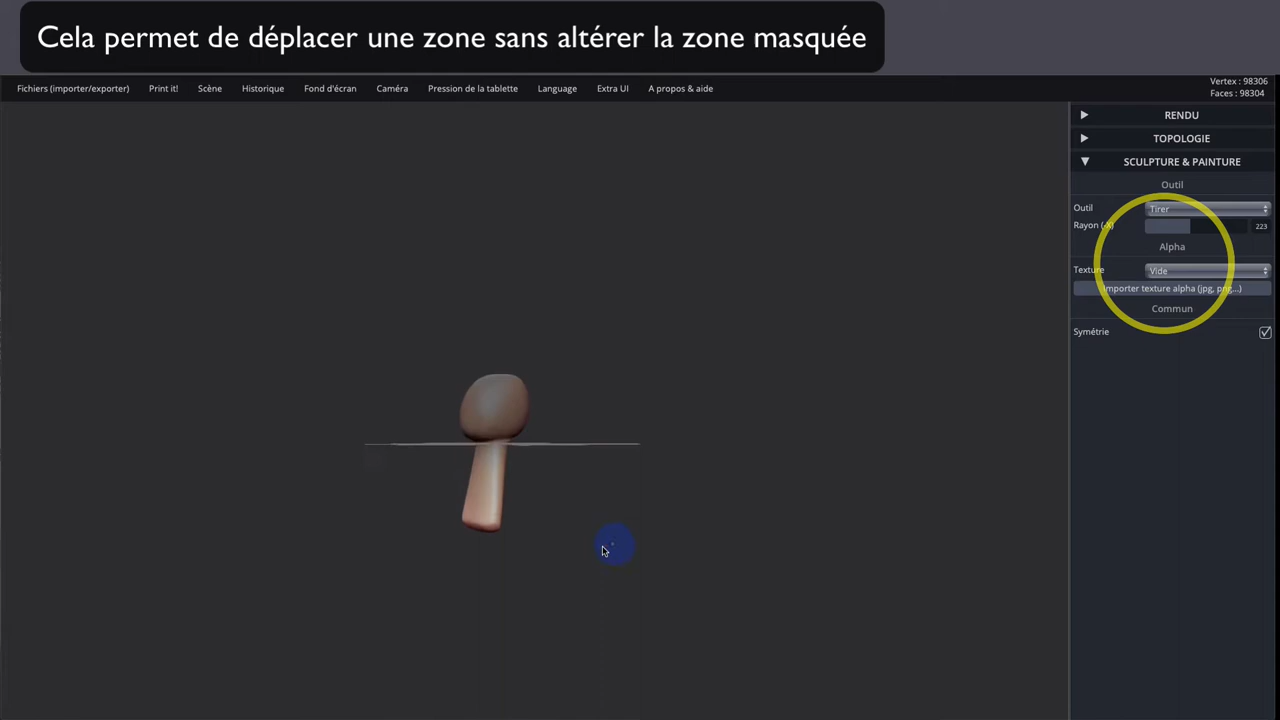 Cela permet de déplacer une zone sans altérer la zone masquée
Fichiers (importer/exporter) Print it! Scène Historique Fond d'écran Caméra Pression de la tablette Language Extra UI A propos & aide
Vertex : 98306
Faces : 98304
RENDU
TOPOLOGIE
SCULPTURE & PAINTURE
Outil
Outil Tirer
Rayon (-X) 223
Alpha
Texture Vide
Importer texture alpha (jpg, png...)
Commun
Symétrie